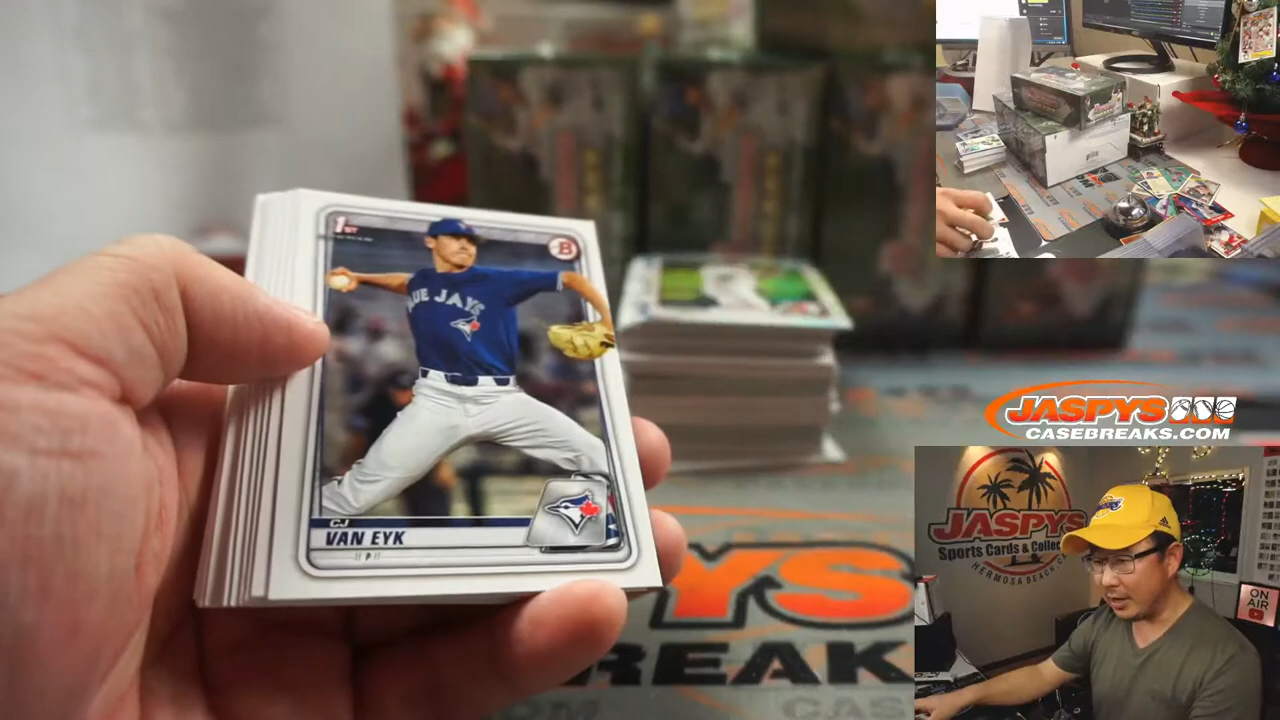 1ST
B
BLUE JAYS
CJ
VAN EYK
P
YS
REAK
JASPYS
CASEBREAKS.COM
JASPYS
Sports Cards & Collec
HERMOSA BEACH, C
ON
AIR